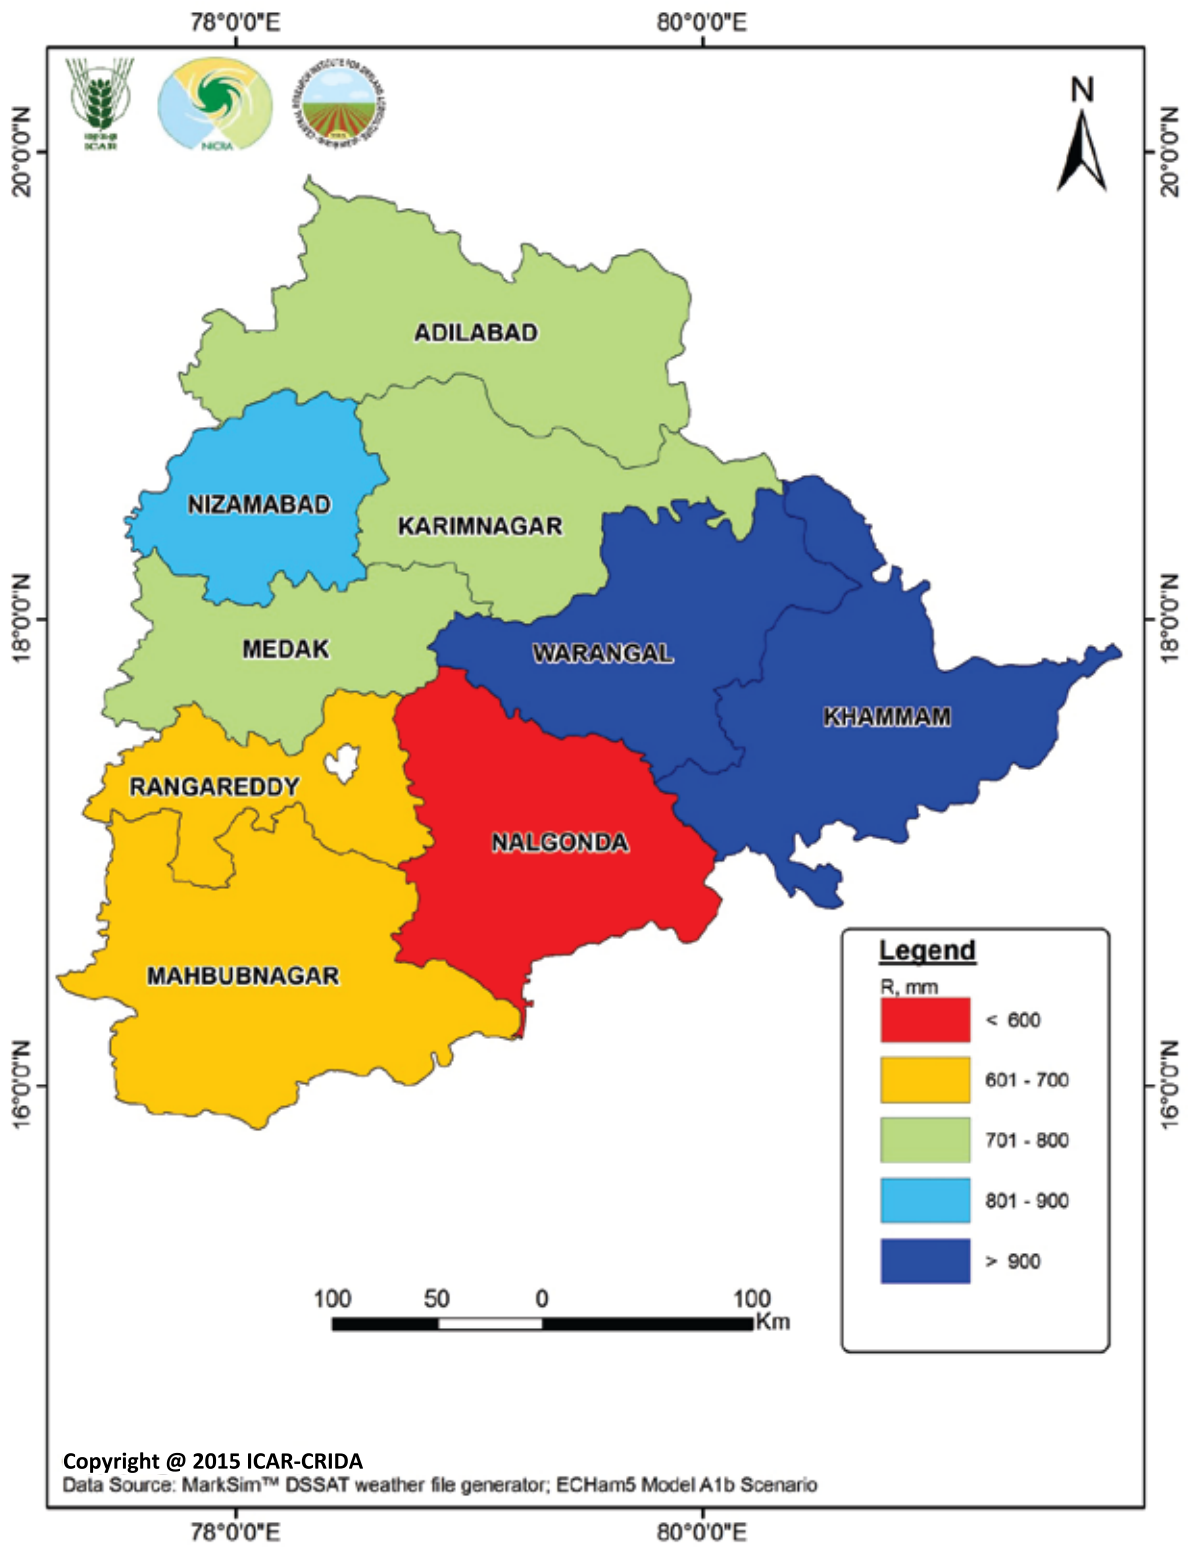 78°0'0"E 80°0'0"E
N
ICAR
NICRA
20°0'0"N 20°0'0"N
ADILABAD
NIZAMABAD
KARIMNAGAR
18°0'0"N 18°0'0"N
MEDAK
WARANGAL
KHAMMAM
RANGAREDDY
NALGONDA
MAHBUBNAGAR
16°0'0"N 16°0'0"N
Legend
R, mm
< 600
601 - 700
701 - 800
801 - 900
> 900
100 50 0 100
Km
Copyright @ 2015 ICAR-CRIDA
Data Source: MarkSim™ DSSAT weather file generator; ECHam5 Model A1b Scenario
78°0'0"E 80°0'0"E